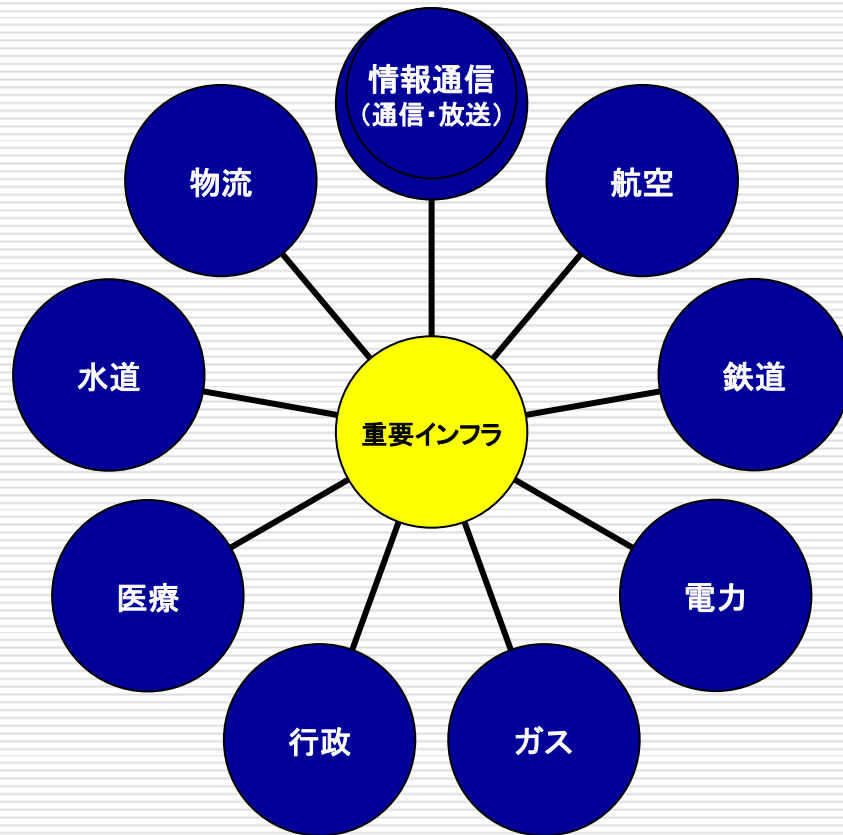 情報通信
（通信・放送）
航空
鉄道
電力
ガス
行政
医療
水道
物流
重要インフラ